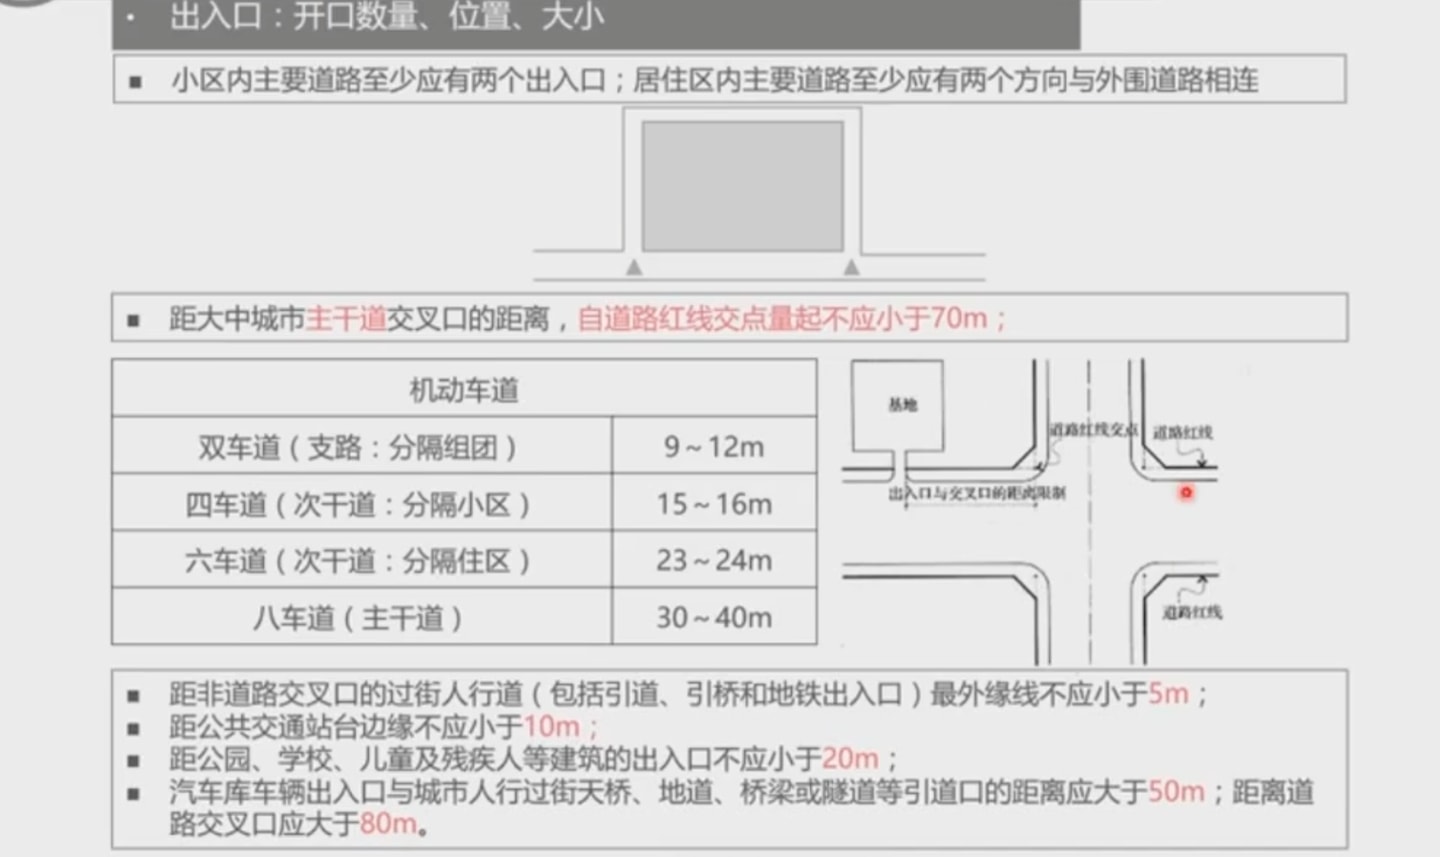 • 出入口：开口数量、位置、大小
■ 小区内主要道路至少应有两个出入口；居住区内主要道路至少应有两个方向与外围道路相连
■ 距大中城市主干道交叉口的距离，自道路红线交点量起不应小于70m；
机动车道
双车道（支路：分隔组团） 9～12m
四车道（次干道：分隔小区） 15～16m
六车道（次干道：分隔住区） 23～24m
八车道（主干道） 30～40m
基地
道路红线交点
道路红线
出入口与交叉口的距离限制
道路红线
■ 距非道路交叉口的过街人行道（包括引道、引桥和地铁出入口）最外缘线不应小于5m；
■ 距公共交通站台边缘不应小于10m；
■ 距公园、学校、儿童及残疾人等建筑的出入口不应小于20m；
■ 汽车库车辆出入口与城市人行过街天桥、地道、桥梁或隧道等引道口的距离应大于50m；距离道
路交叉口应大于80m。